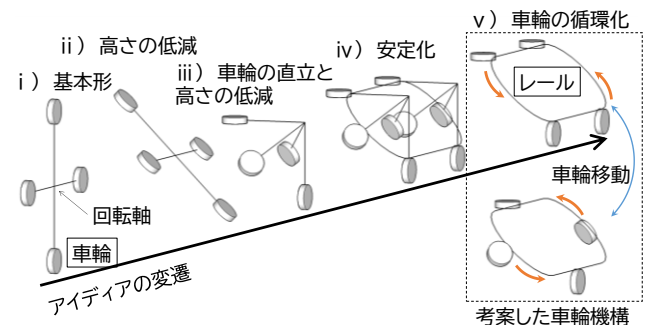 ⅰ）基本形
ⅱ）高さの低減
ⅲ）車輪の直立と
高さの低減
ⅳ）安定化
ⅴ）車輪の循環化
レール
回転軸
車輪
車輪移動
アイディアの変遷
考案した車輪機構